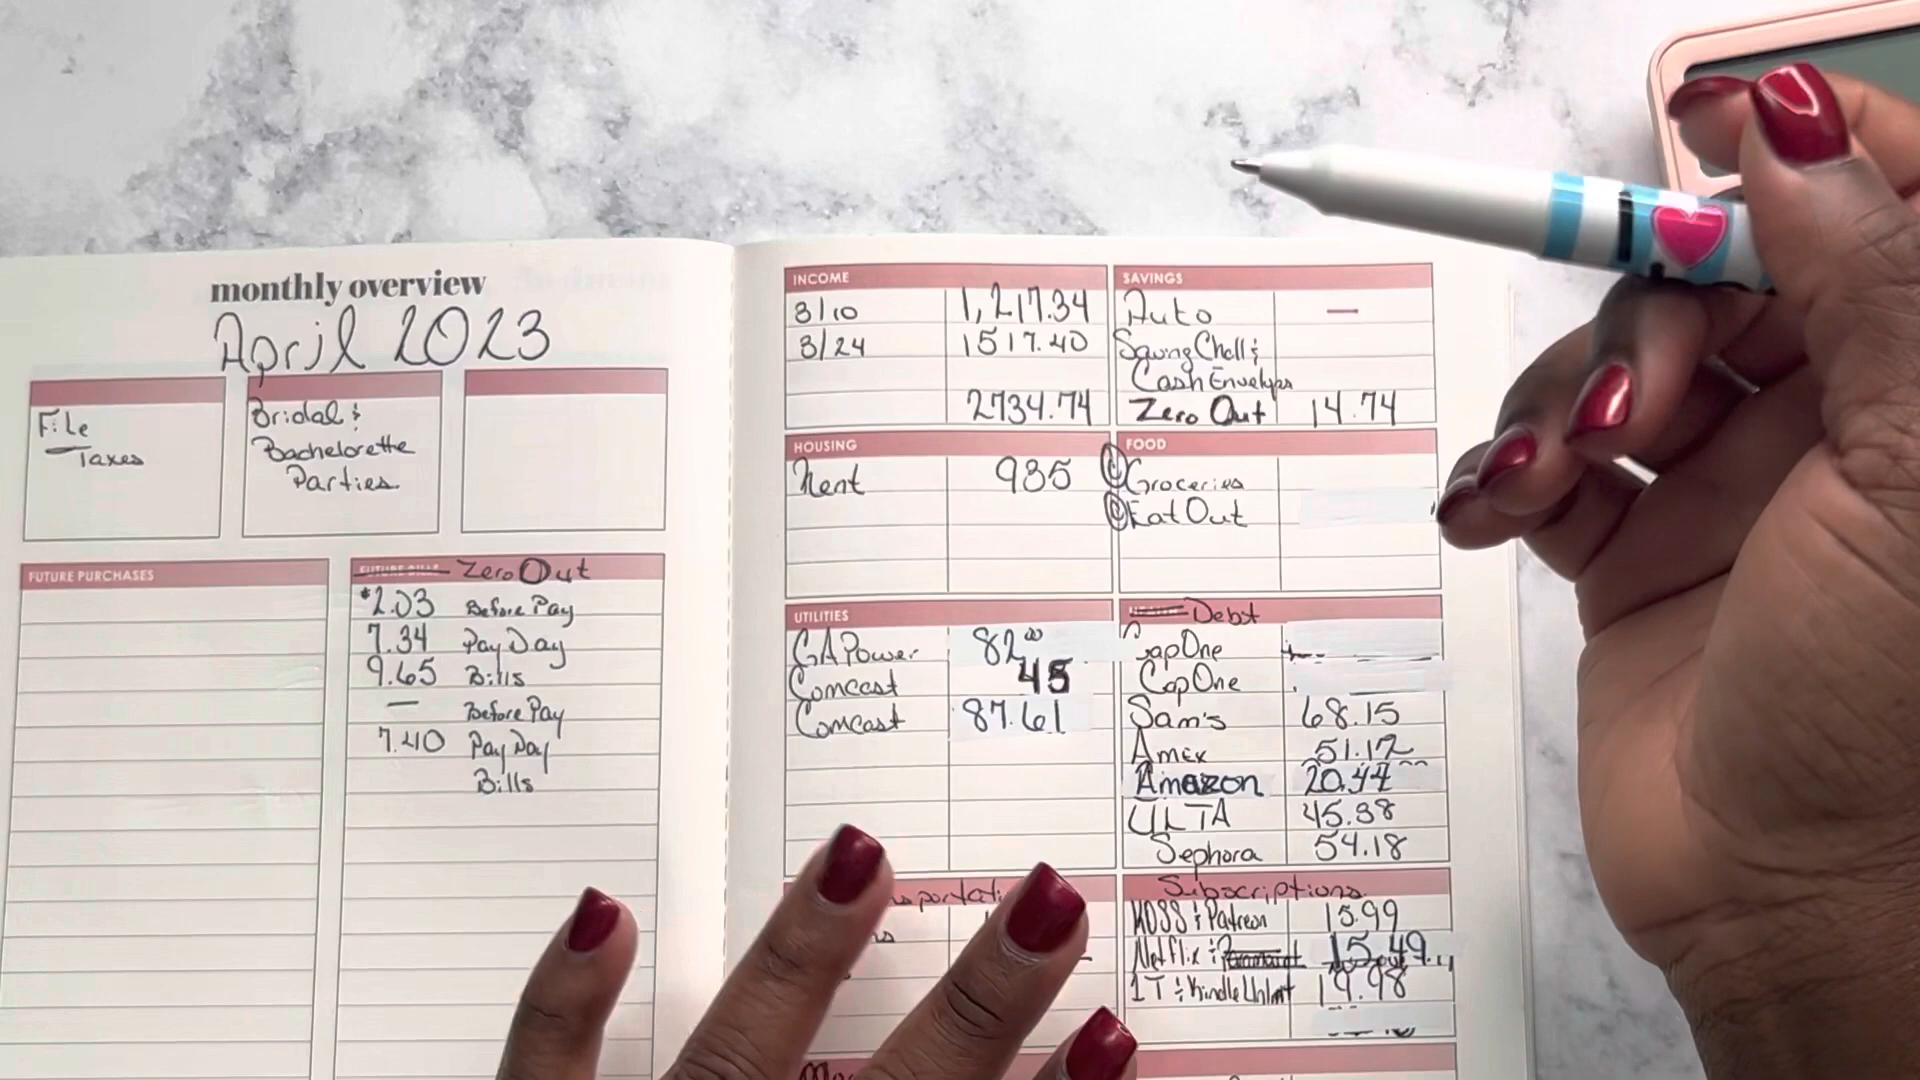 monthly overview
April 2023
File
Taxes
Bridal &
Bachelorette
Parties
FUTURE PURCHASES
FUTURE BILLS Zero Out
$2.03 Before Pay
7.34 Pay Day
9.65 Bills
— Before Pay
7.40 Pay Day
Bills
INCOME
3/10 1,217.34
3/24 1517.40
2734.74
SAVINGS
Auto —
Saving Chall &
Cash Envelopes
Zero Out 14.74
HOUSING
Rent 935
FOOD
Groceries
Eat Out
UTILITIES
GA Power 82.00
Comcast 45
Comcast 87.61
Debt
CapOne
CapOne
Sam's 68.15
Amex 51.12
Amazon 20.44
ULTA 45.38
Sephora 54.18
Subscriptions
& Patreon 15.99
Netflix & 15.49
1T & Kindle Unlmt 19.98